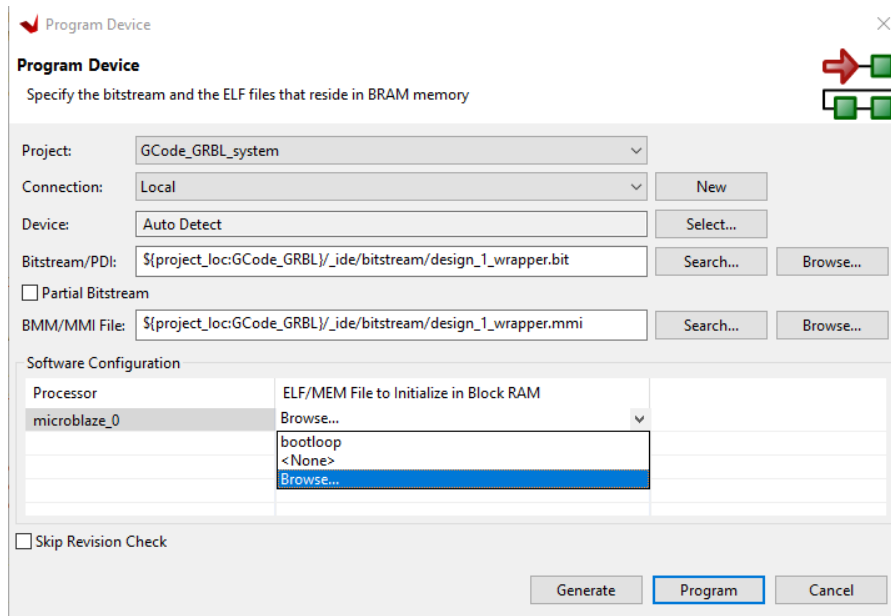 Program Device
Program Device
Specify the bitstream and the ELF files that reside in BRAM memory
Project: GCode_GRBL_system
Connection: Local New
Device: Auto Detect Select...
Bitstream/PDI: ${project_loc:GCode_GRBL}/_ide/bitstream/design_1_wrapper.bit Search... Browse...
Partial Bitstream
BMM/MMI File: ${project_loc:GCode_GRBL}/_ide/bitstream/design_1_wrapper.mmi Search... Browse...
Software Configuration
Processor ELF/MEM File to Initialize in Block RAM
microblaze_0 Browse...
bootloop
<None>
Browse...
Skip Revision Check
Generate Program Cancel